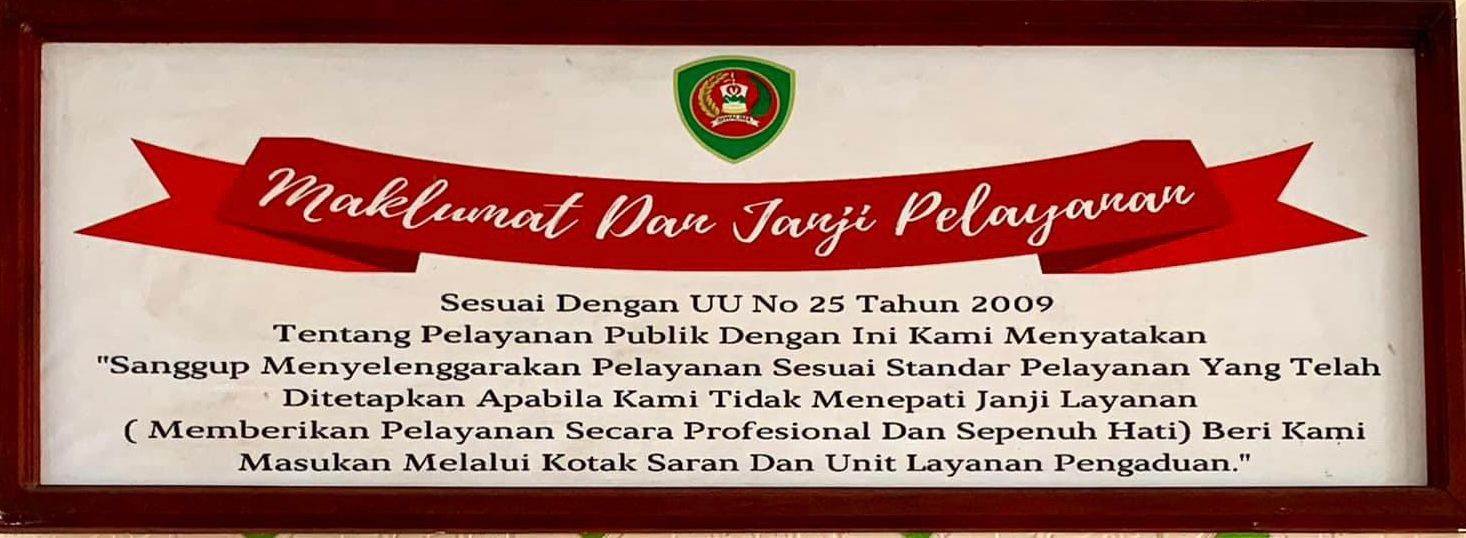 SIWALIMA
Maklumat Dan Janji Pelayanan
Sesuai Dengan UU No 25 Tahun 2009
Tentang Pelayanan Publik Dengan Ini Kami Menyatakan
"Sanggup Menyelenggarakan Pelayanan Sesuai Standar Pelayanan Yang Telah
Ditetapkan Apabila Kami Tidak Menepati Janji Layanan
( Memberikan Pelayanan Secara Profesional Dan Sepenuh Hati) Beri Kami
Masukan Melalui Kotak Saran Dan Unit Layanan Pengaduan."